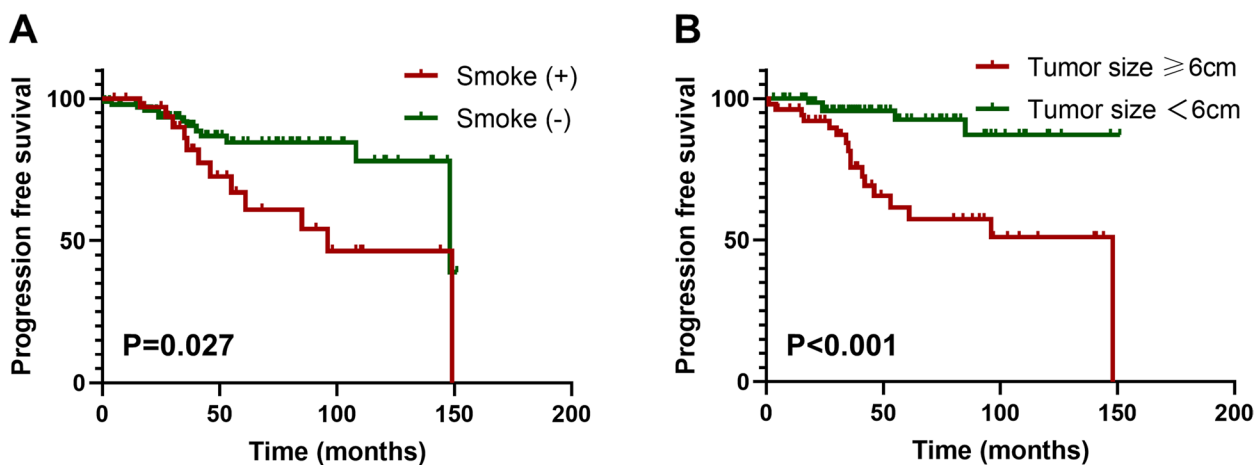 A
Progression free suvival
100
50
0
0 50 100 150 200
Time (months)
Smoke (+)
Smoke (-)
P=0.027
B
Progression free suvival
100
50
0
0 50 100 150 200
Time (months)
Tumor size ⩾6cm
Tumor size <6cm
P<0.001